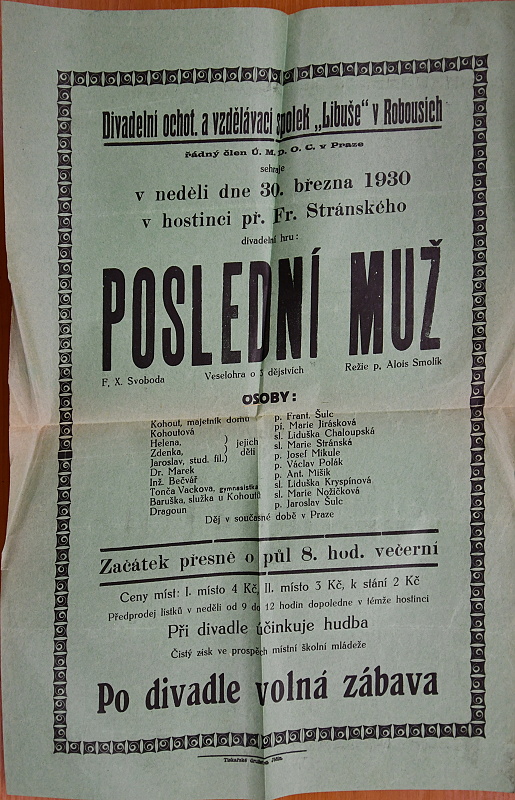 Divadelní ochot. a vzdělávací spolek „Libuše“ v Robousích
řádný člen Ú. M. D. O. C. v Praze
sehraje
v neděli dne 30. března 1930
v hostinci př. Fr. Stránského
divadelní hru:
POSLEDNÍ MUŽ
F. X. Svoboda Veselohra o 3 dějstvích Režie p. Alois Smolík
OSOBY:
Kohout, majetník domu p. Frant. Šulc
Kohoutová pí. Marie Jirásková
Helena, ) jejich sl. Liduška Chaloupská
Zdenka, ) děti sl. Marie Stránská
Jaroslav, stud. fil.) p. Josef Mikule
Dr. Marek p. Václav Polák
Inž. Bečvář p. Ant. Mišík
Tonča Vackova, gymnasistka sl. Liduška Kryspínová
Baruška, služka u Kohoutů sl. Marie Nožičková
Dragoun p. Jaroslav Šulc
Děj v současné době v Praze
Začátek přesně o půl 8. hod. večerní
Ceny míst: I. místo 4 Kč, II. místo 3 Kč, k stání 2 Kč
Předprodej lístků v neděli od 9 do 12 hodin dopoledne v témže hostinci
Při divadle účinkuje hudba
Čistý zisk ve prospěch místní školní mládeže
Po divadle volná zábava
Tiskařské družstvo Jičín